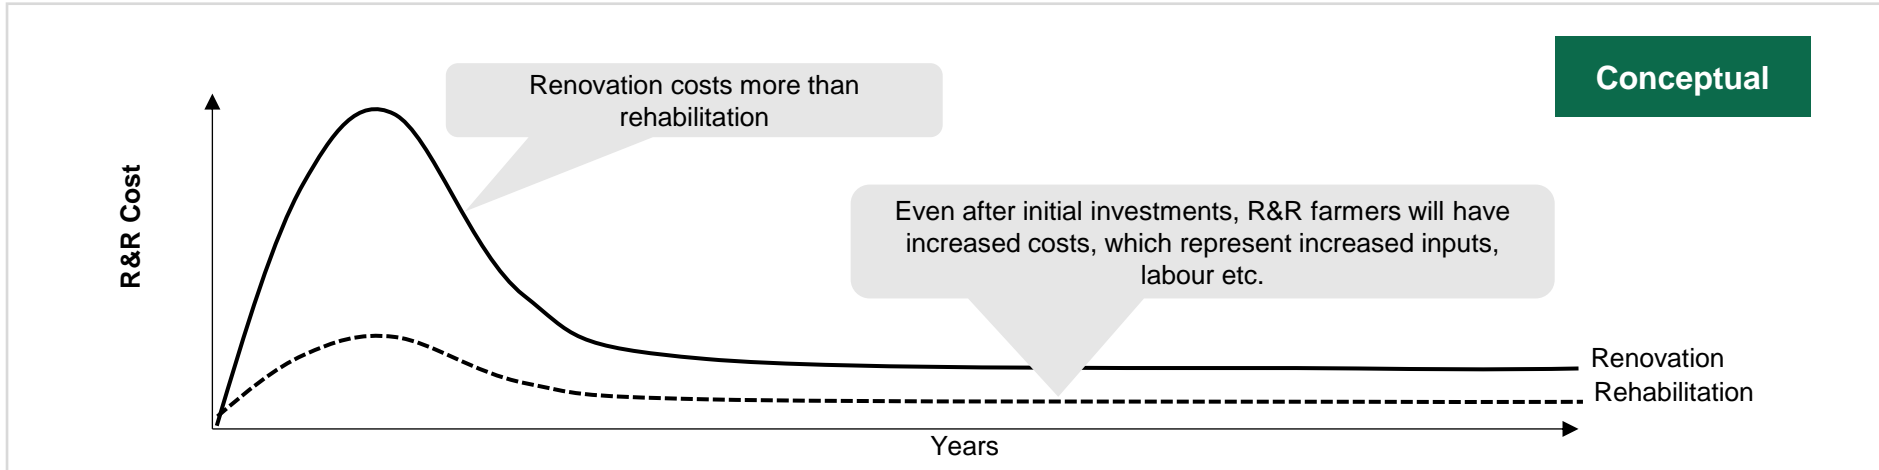 Conceptual
Renovation costs more than
rehabilitation
R&R Cost
Even after initial investments, R&R farmers will have
increased costs, which represent increased inputs,
labour etc.
Renovation
Rehabilitation
Years